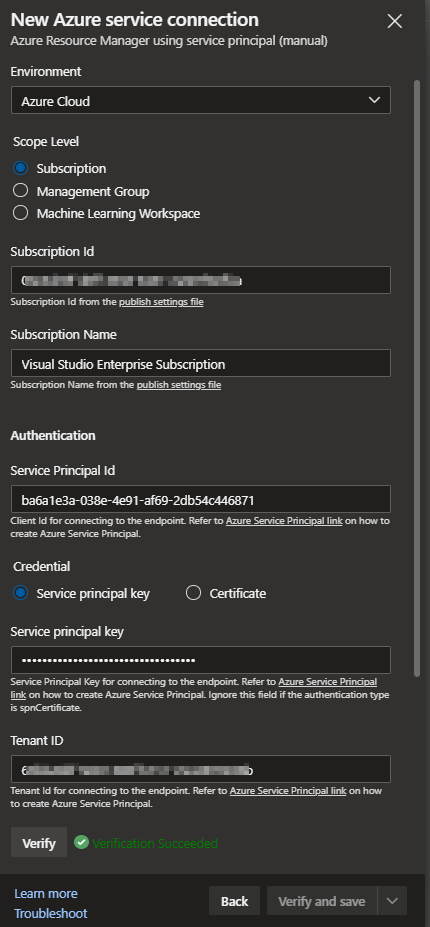 New Azure service connection
Azure Resource Manager using service principal (manual)
Environment
Azure Cloud
Scope Level
Subscription
Management Group
Machine Learning Workspace
Subscription Id
Subscription Id from the publish settings file
Subscription Name
Visual Studio Enterprise Subscription
Subscription Name from the publish settings file
Authentication
Service Principal Id
ba6a1e3a-038e-4e91-af69-2db54c446871
Client Id for connecting to the endpoint. Refer to Azure Service Principal link on how to
create Azure Service Principal.
Credential
Service principal key
Certificate
Service principal key
Service Principal Key for connecting to the endpoint. Refer to Azure Service Principal
link on how to create Azure Service Principal. Ignore this field if the authentication type
is spnCertificate.
Tenant ID
Tenant Id for connecting to the endpoint. Refer to Azure Service Principal link on how
to create Azure Service Principal.
Verify
Verification Succeeded
Learn more
Troubleshoot
Back
Verify and save